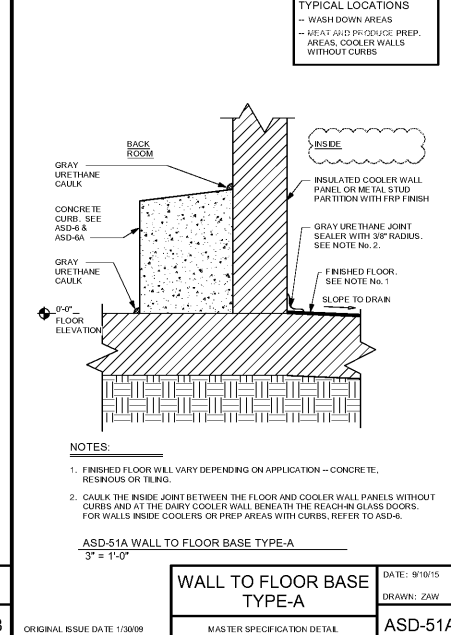 TYPICAL LOCATIONS
-- WASH DOWN AREAS
-- MEAT AND PRODUCE PREP.
AREAS, COOLER WALLS
WITHOUT CURBS
BACK
ROOM
INSIDE
GRAY
URETHANE
CAULK
INSULATED COOLER WALL
PANEL OR METAL STUD
PARTITION WITH FRP FINISH
CONCRETE
CURB. SEE
ASD-6 &
ASD-6A
GRAY URETHANE JOINT
SEALER WITH 3/8" RADIUS.
SEE NOTE No. 2.
GRAY
URETHANE
CAULK
FINISHED FLOOR.
SEE NOTE No. 1
SLOPE TO DRAIN
0'-0"
FLOOR
ELEVATION
NOTES:
1. FINISHED FLOOR WILL VARY DEPENDING ON APPLICATION -- CONCRETE,
RESINOUS OR TILING.
2. CAULK THE INSIDE JOINT BETWEEN THE FLOOR AND COOLER WALL PANELS WITHOUT
CURBS AND AT THE DAIRY COOLER WALL BENEATH THE REACH-IN GLASS DOORS.
FOR WALLS INSIDE COOLERS OR PREP AREAS WITH CURBS, REFER TO ASD-6.
ASD-51A WALL TO FLOOR BASE TYPE-A
3" = 1'-0"
WALL TO FLOOR BASE
TYPE-A
DATE: 9/10/15
DRAWN: ZAW
ORIGINAL ISSUE DATE 1/30/09
MASTER SPECIFICATION DETAIL
ASD-51A